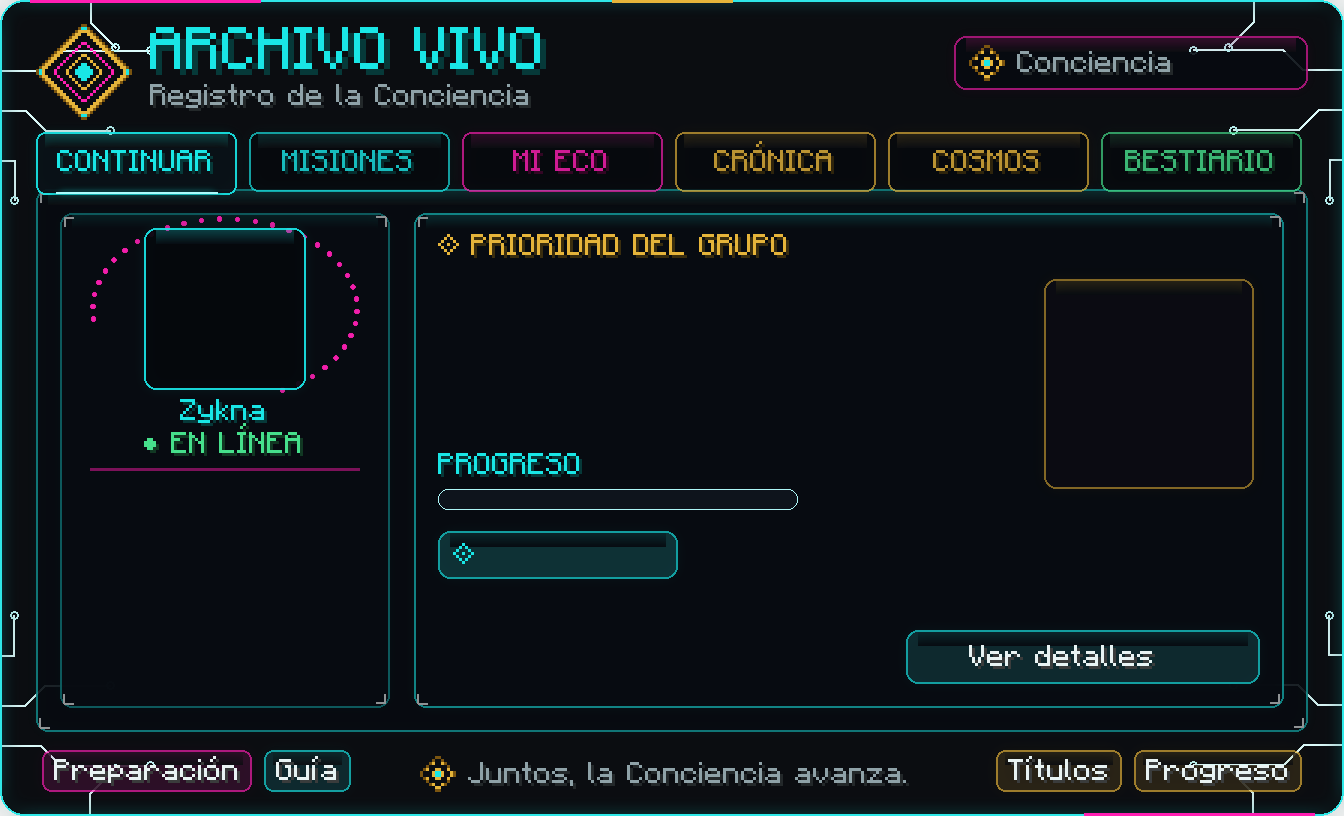 ARCHIVO VIVO
Registro de la Conciencia
Conciencia
CONTINUAR
MISIONES
MI ECO
CRÓNICA
COSMOS
BESTIARIO
PRIORIDAD DEL GRUPO
Zykna
EN LÍNEA
PROGRESO
Ver detalles
Preparación
Guía
Juntos, la Conciencia avanza.
Títulos
Progreso